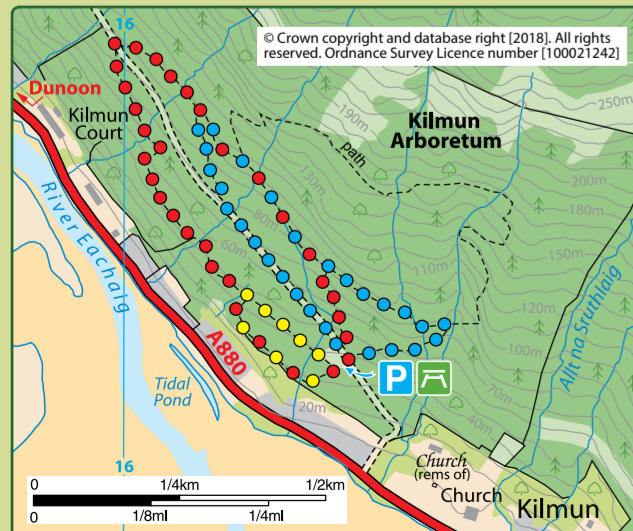 16
© Crown copyright and database right [2018]. All rights
reserved. Ordnance Survey Licence number [100021242]
Dunoon
Kilmun
Court
250m
190m
Kilmun
Arboretum
path
130m
200m
180m
River Eachaig
80m
60m
150m
110m
120m
100m
Allt na Sruthlaig
A880
P
70m
40m
Tidal
Pond
20m
16
Church
(rems of)
Church
Kilmun
0 1/4km 1/2km
0 1/8ml 1/4ml